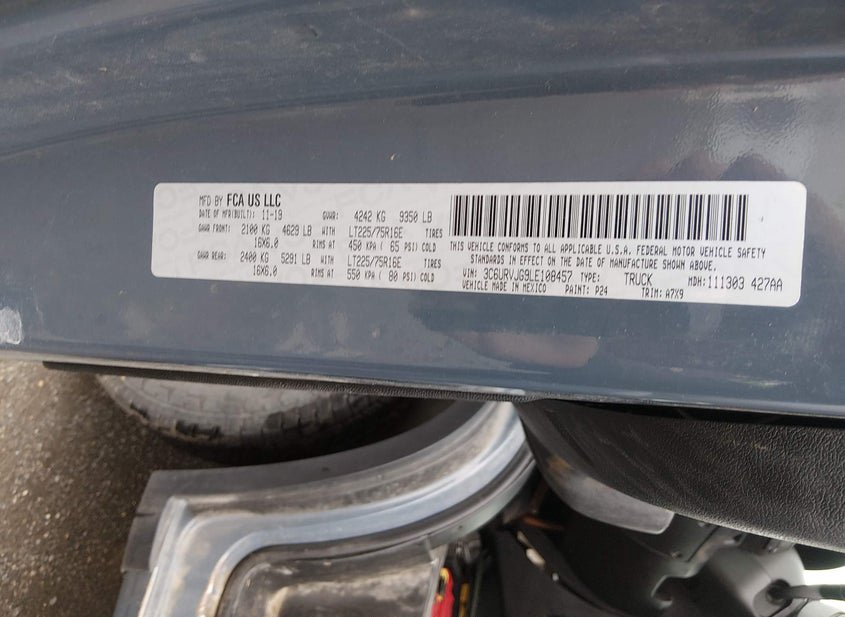 MFD BY FCA US LLC
DATE OF MFR(BUILT): 11-19 GVWR: 4242 KG 9350 LB
GAWR FRONT: 2100 KG 4629 LB WITH LT225/75R16E TIRES
16X6.0 RIMS AT 450 KPA ( 65 PSI) COLD
GAWR REAR: 2400 KG 5291 LB WITH LT225/75R16E TIRES
16X6.0 RIMS AT 550 KPA ( 80 PSI) COLD
THIS VEHICLE CONFORMS TO ALL APPLICABLE U.S.A. FEDERAL MOTOR VEHICLE SAFETY
STANDARDS IN EFFECT ON THE DATE OF MANUFACTURE SHOWN ABOVE.
VIN: 3C6URVJG9LE108457 TYPE: TRUCK MDH: 111303 427AA
VEHICLE MADE IN MEXICO PAINT: P24 TRIM: A7X9